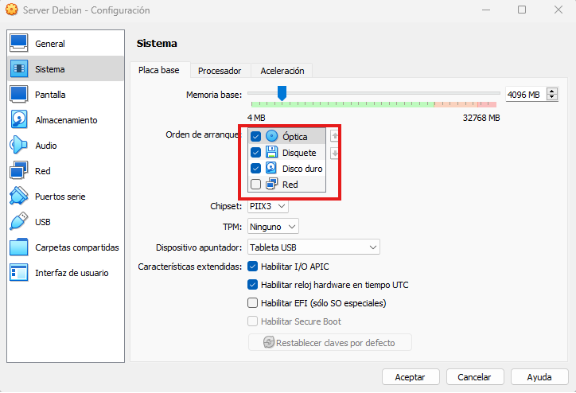 Server Debian - Configuración
General
Sistema
Pantalla
Almacenamiento
Audio
Red
Puertos serie
USB
Carpetas compartidas
Interfaz de usuario
Sistema
Placa base Procesador Aceleración
Memoria base: 4096 MB
4 MB 32768 MB
Orden de arranque: Óptica
Disquete
Disco duro
Red
Chipset: PIIX3
TPM: Ninguno
Dispositivo apuntador: Tableta USB
Características extendidas: Habilitar I/O APIC
Habilitar reloj hardware en tiempo UTC
Habilitar EFI (sólo SO especiales)
Habilitar Secure Boot
Restablecer claves por defecto
Aceptar Cancelar Ayuda